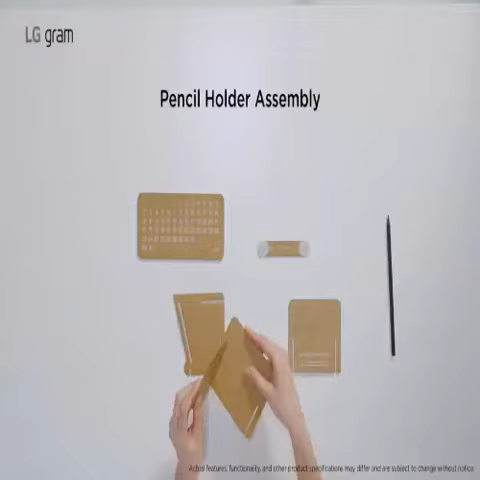 LG gram
Pencil Holder Assembly
Actual features, functionality, and other product specifications may differ and are subject to change without notice